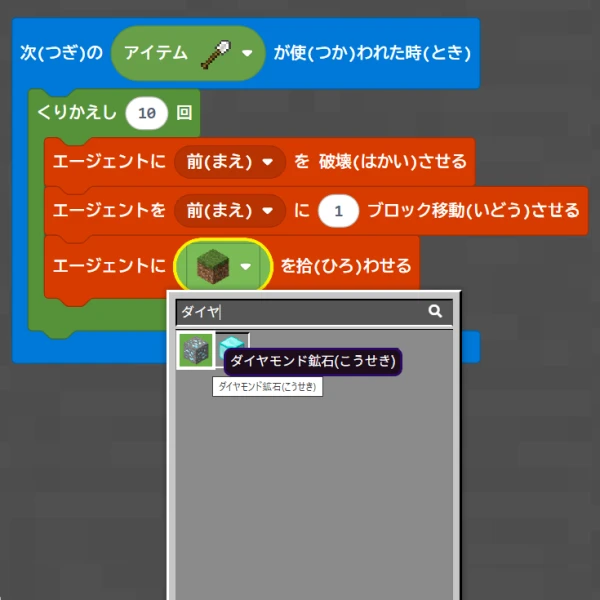 次(つぎ)の アイテム が使(つか)われた時(とき)
くりかえし 10 回
エージェントに 前(まえ) を 破壊(はかい)させる
エージェントを 前(まえ) に 1 ブロック移動(いどう)させる
エージェントに を拾(ひろ)わせる
ダイヤ
ダイヤモンド鉱石(こうせき)
ダイヤモンド鉱石(こうせき)